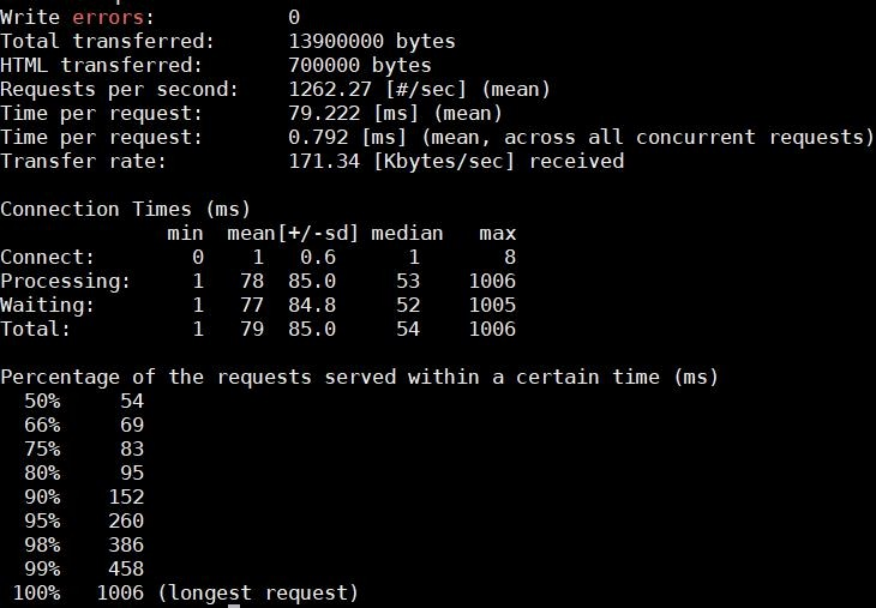 Write errors:           0
Total transferred:      13900000 bytes
HTML transferred:       700000 bytes
Requests per second:    1262.27 [#/sec] (mean)
Time per request:       79.222 [ms] (mean)
Time per request:       0.792 [ms] (mean, across all concurrent requests)
Transfer rate:          171.34 [Kbytes/sec] received

Connection Times (ms)
              min  mean[+/-sd] median   max
Connect:        0    1   0.6      1       8
Processing:     1   78  85.0     53    1006
Waiting:        1   77  84.8     52    1005
Total:          1   79  85.0     54    1006

Percentage of the requests served within a certain time (ms)
  50%     54
  66%     69
  75%     83
  80%     95
  90%    152
  95%    260
  98%    386
  99%    458
 100%   1006 (longest request)